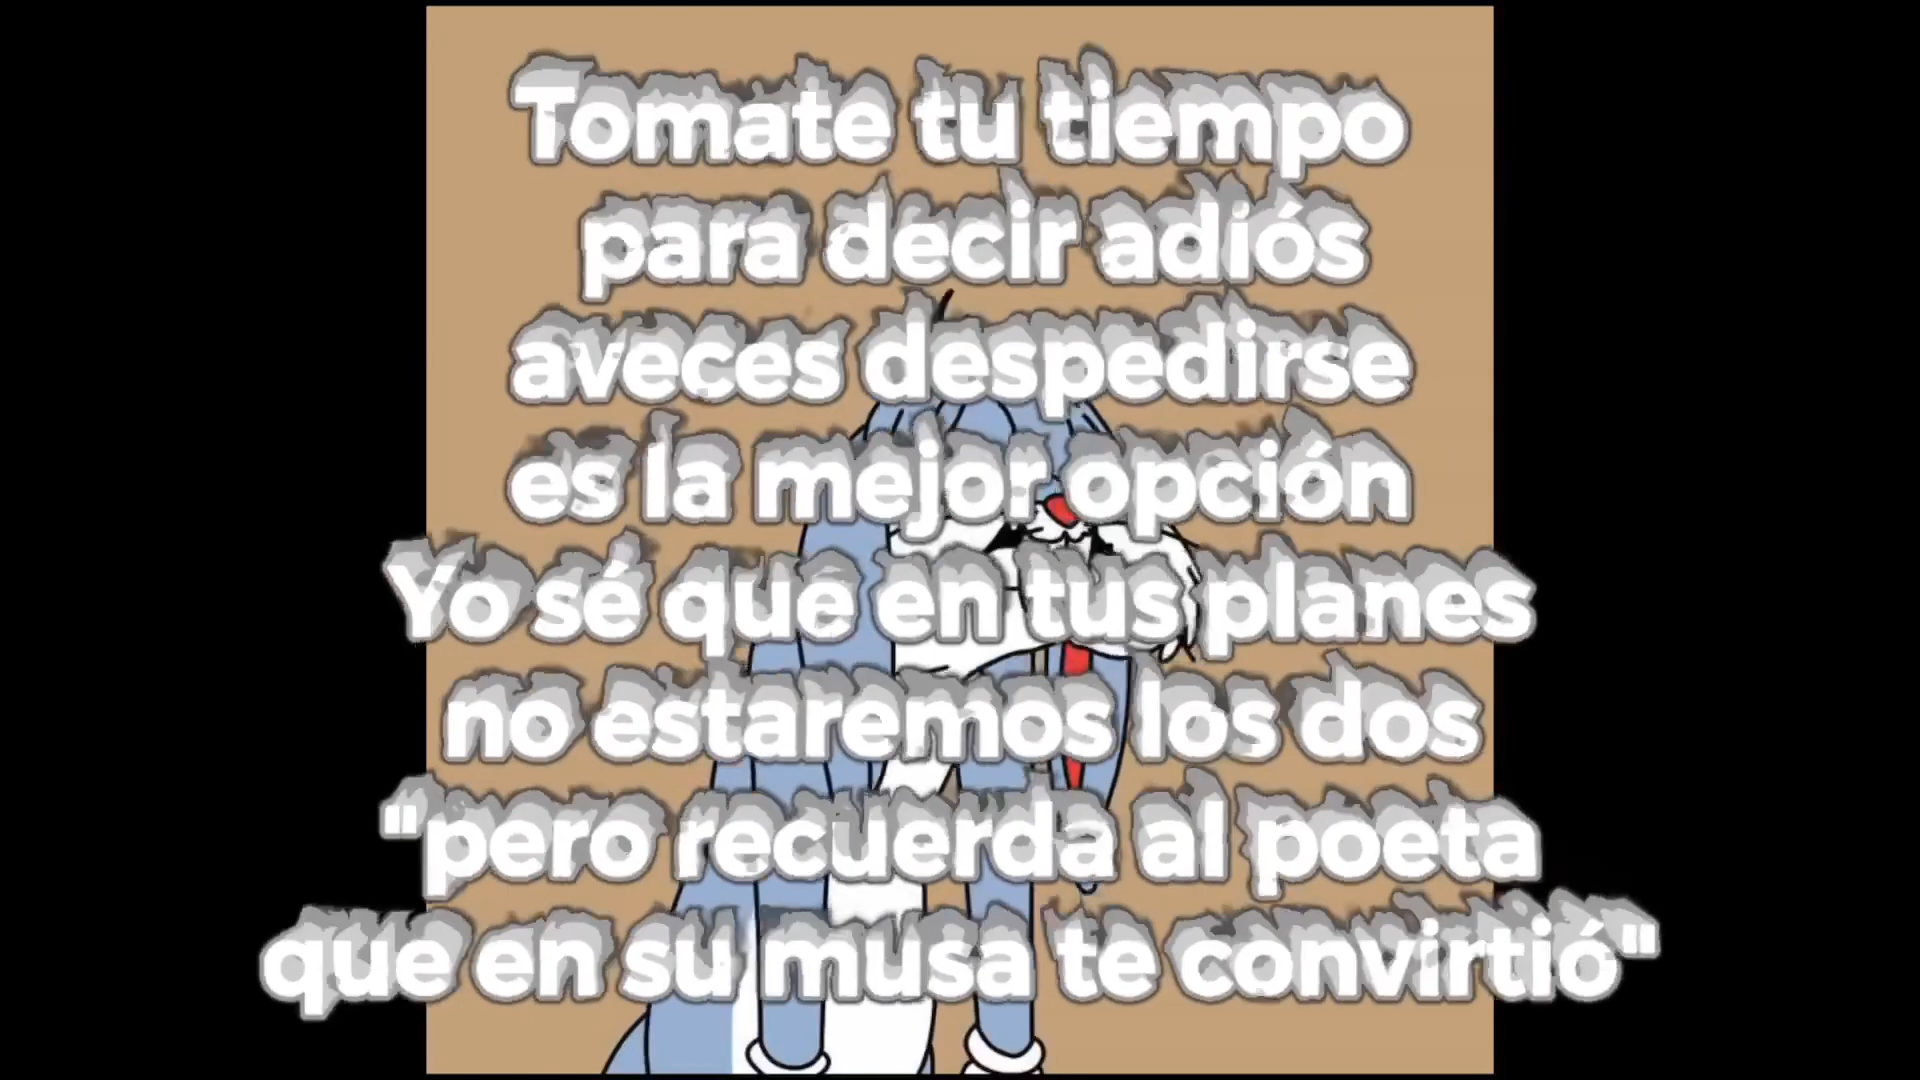 Tomate tu tiempo
para decir adiós
aveces despedirse
es la mejor opción
Yo sé que en tus planes
no estaremos los dos
"pero recuerda al poeta
que en su musa te convirtió"